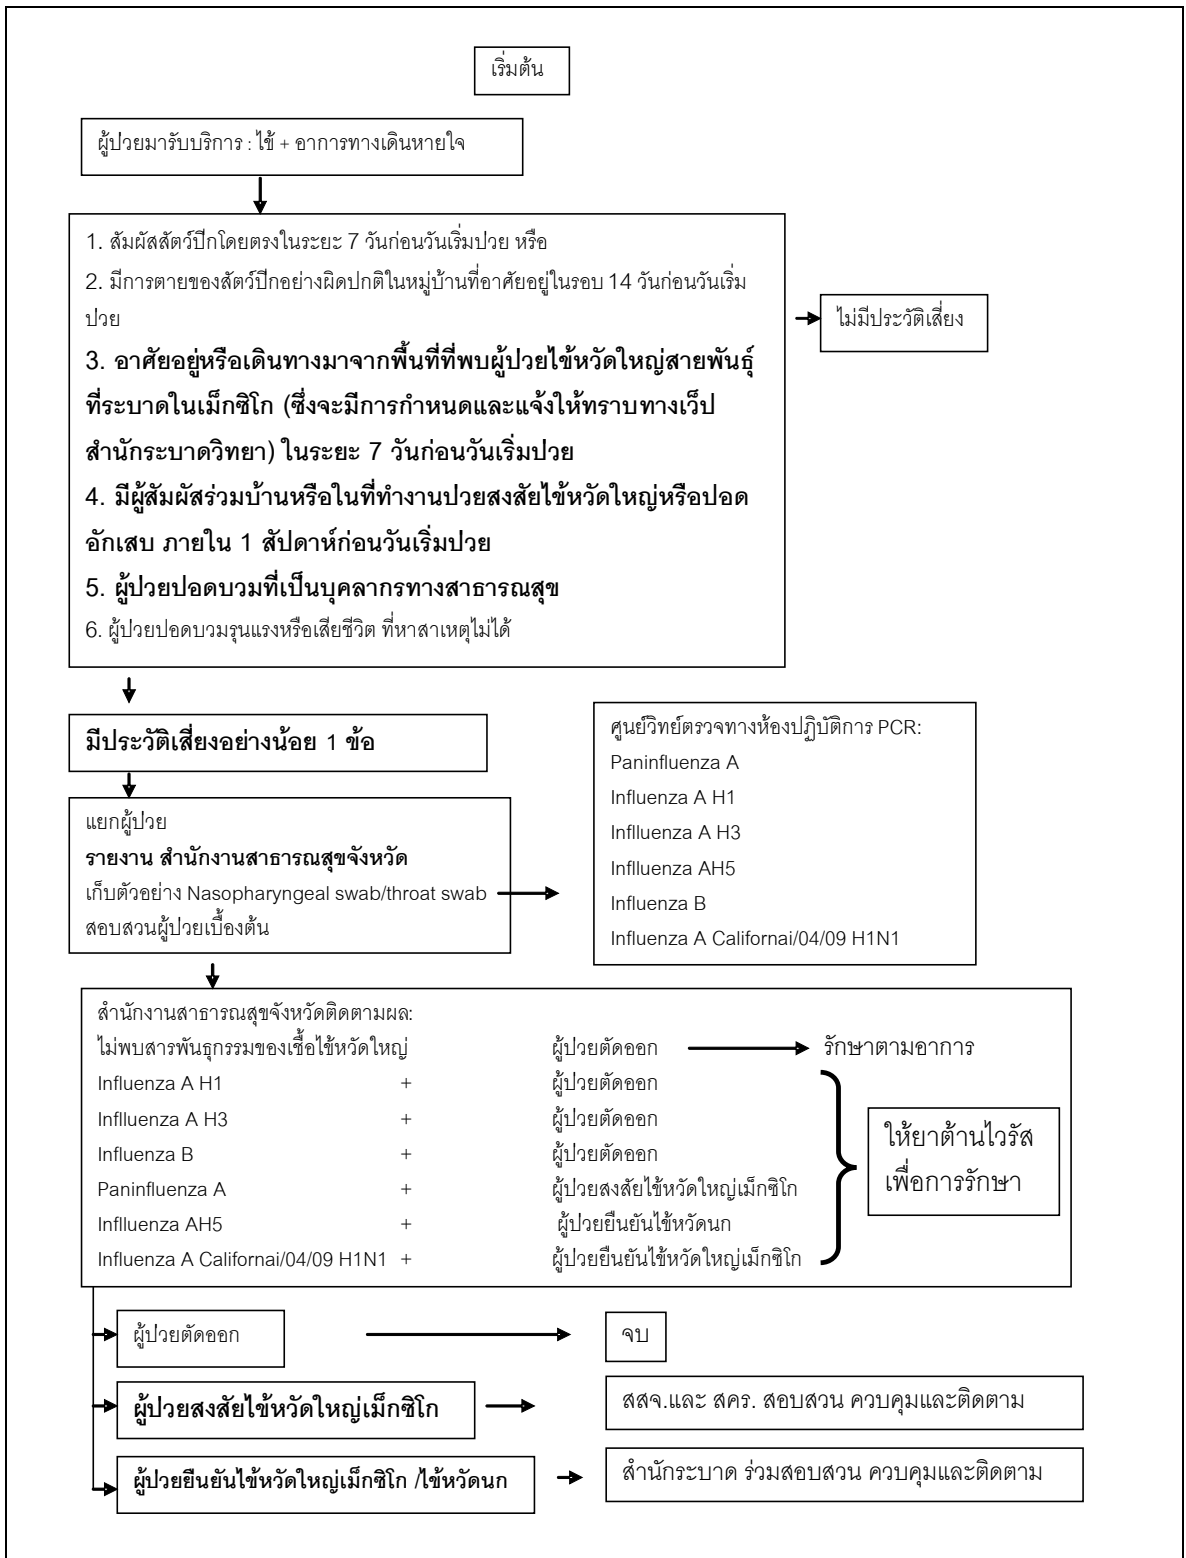 เริ่มต้น
ผู้ป่วยมารับบริการ : ไข้ + อาการทางเดินหายใจ
1. สัมผัสสัตว์ปีกโดยตรงในระยะ 7 วันก่อนวันเริ่มป่วย หรือ
2. มีการตายของสัตว์ปีกอย่างผิดปกติในหมู่บ้านที่อาศัยอยู่ในรอบ 14 วันก่อนวันเริ่ม
ป่วย
3. อาศัยอยู่หรือเดินทางมาจากพื้นที่ที่พบผู้ป่วยไข้หวัดใหญ่สายพันธุ์
ที่ระบาดในเม็กซิโก (ซึ่งจะมีการกำหนดและแจ้งให้ทราบทางเว็ป
สำนักระบาดวิทยา) ในระยะ 7 วันก่อนวันเริ่มป่วย
4. มีผู้สัมผัสร่วมบ้านหรือในที่ทำงานป่วยสงสัยไข้หวัดใหญ่หรือปอด
อักเสบ ภายใน 1 สัปดาห์ก่อนวันเริ่มป่วย
5. ผู้ป่วยปอดบวมที่เป็นบุคลากรทางสาธารณสุข
6. ผู้ป่วยปอดบวมรุนแรงหรือเสียชีวิต ที่หาสาเหตุไม่ได้
ไม่มีประวัติเสี่ยง
มีประวัติเสี่ยงอย่างน้อย 1 ข้อ
แยกผู้ป่วย
รายงาน สำนักงานสาธารณสุขจังหวัด
เก็บตัวอย่าง Nasopharyngeal swab/throat swab
สอบสวนผู้ป่วยเบื้องต้น
ศูนย์วิทย์ตรวจทางห้องปฏิบัติการ PCR:
Paninfluenza A
Influenza A H1
Inflluenza A H3
Inflluenza AH5
Influenza B
Influenza A Californai/04/09 H1N1
สำนักงานสาธารณสุขจังหวัดติดตามผล:
ไม่พบสารพันธุกรรมของเชื้อไข้หวัดใหญ่ ผู้ป่วยตัดออก รักษาตามอาการ
Influenza A H1 + ผู้ป่วยตัดออก
Inflluenza A H3 + ผู้ป่วยตัดออก
Influenza B + ผู้ป่วยตัดออก
Paninfluenza A + ผู้ป่วยสงสัยไข้หวัดใหญ่เม็กซิโก
Inflluenza AH5 + ผู้ป่วยยืนยันไข้หวัดนก
Influenza A Californai/04/09 H1N1 + ผู้ป่วยยืนยันไข้หวัดใหญ่เม็กซิโก
ให้ยาต้านไวรัส
เพื่อการรักษา
ผู้ป่วยตัดออก จบ
ผู้ป่วยสงสัยไข้หวัดใหญ่เม็กซิโก สสจ.และ สคร. สอบสวน ควบคุมและติดตาม
ผู้ป่วยยืนยันไข้หวัดใหญ่เม็กซิโก /ไข้หวัดนก สำนักระบาด ร่วมสอบสวน ควบคุมและติดตาม